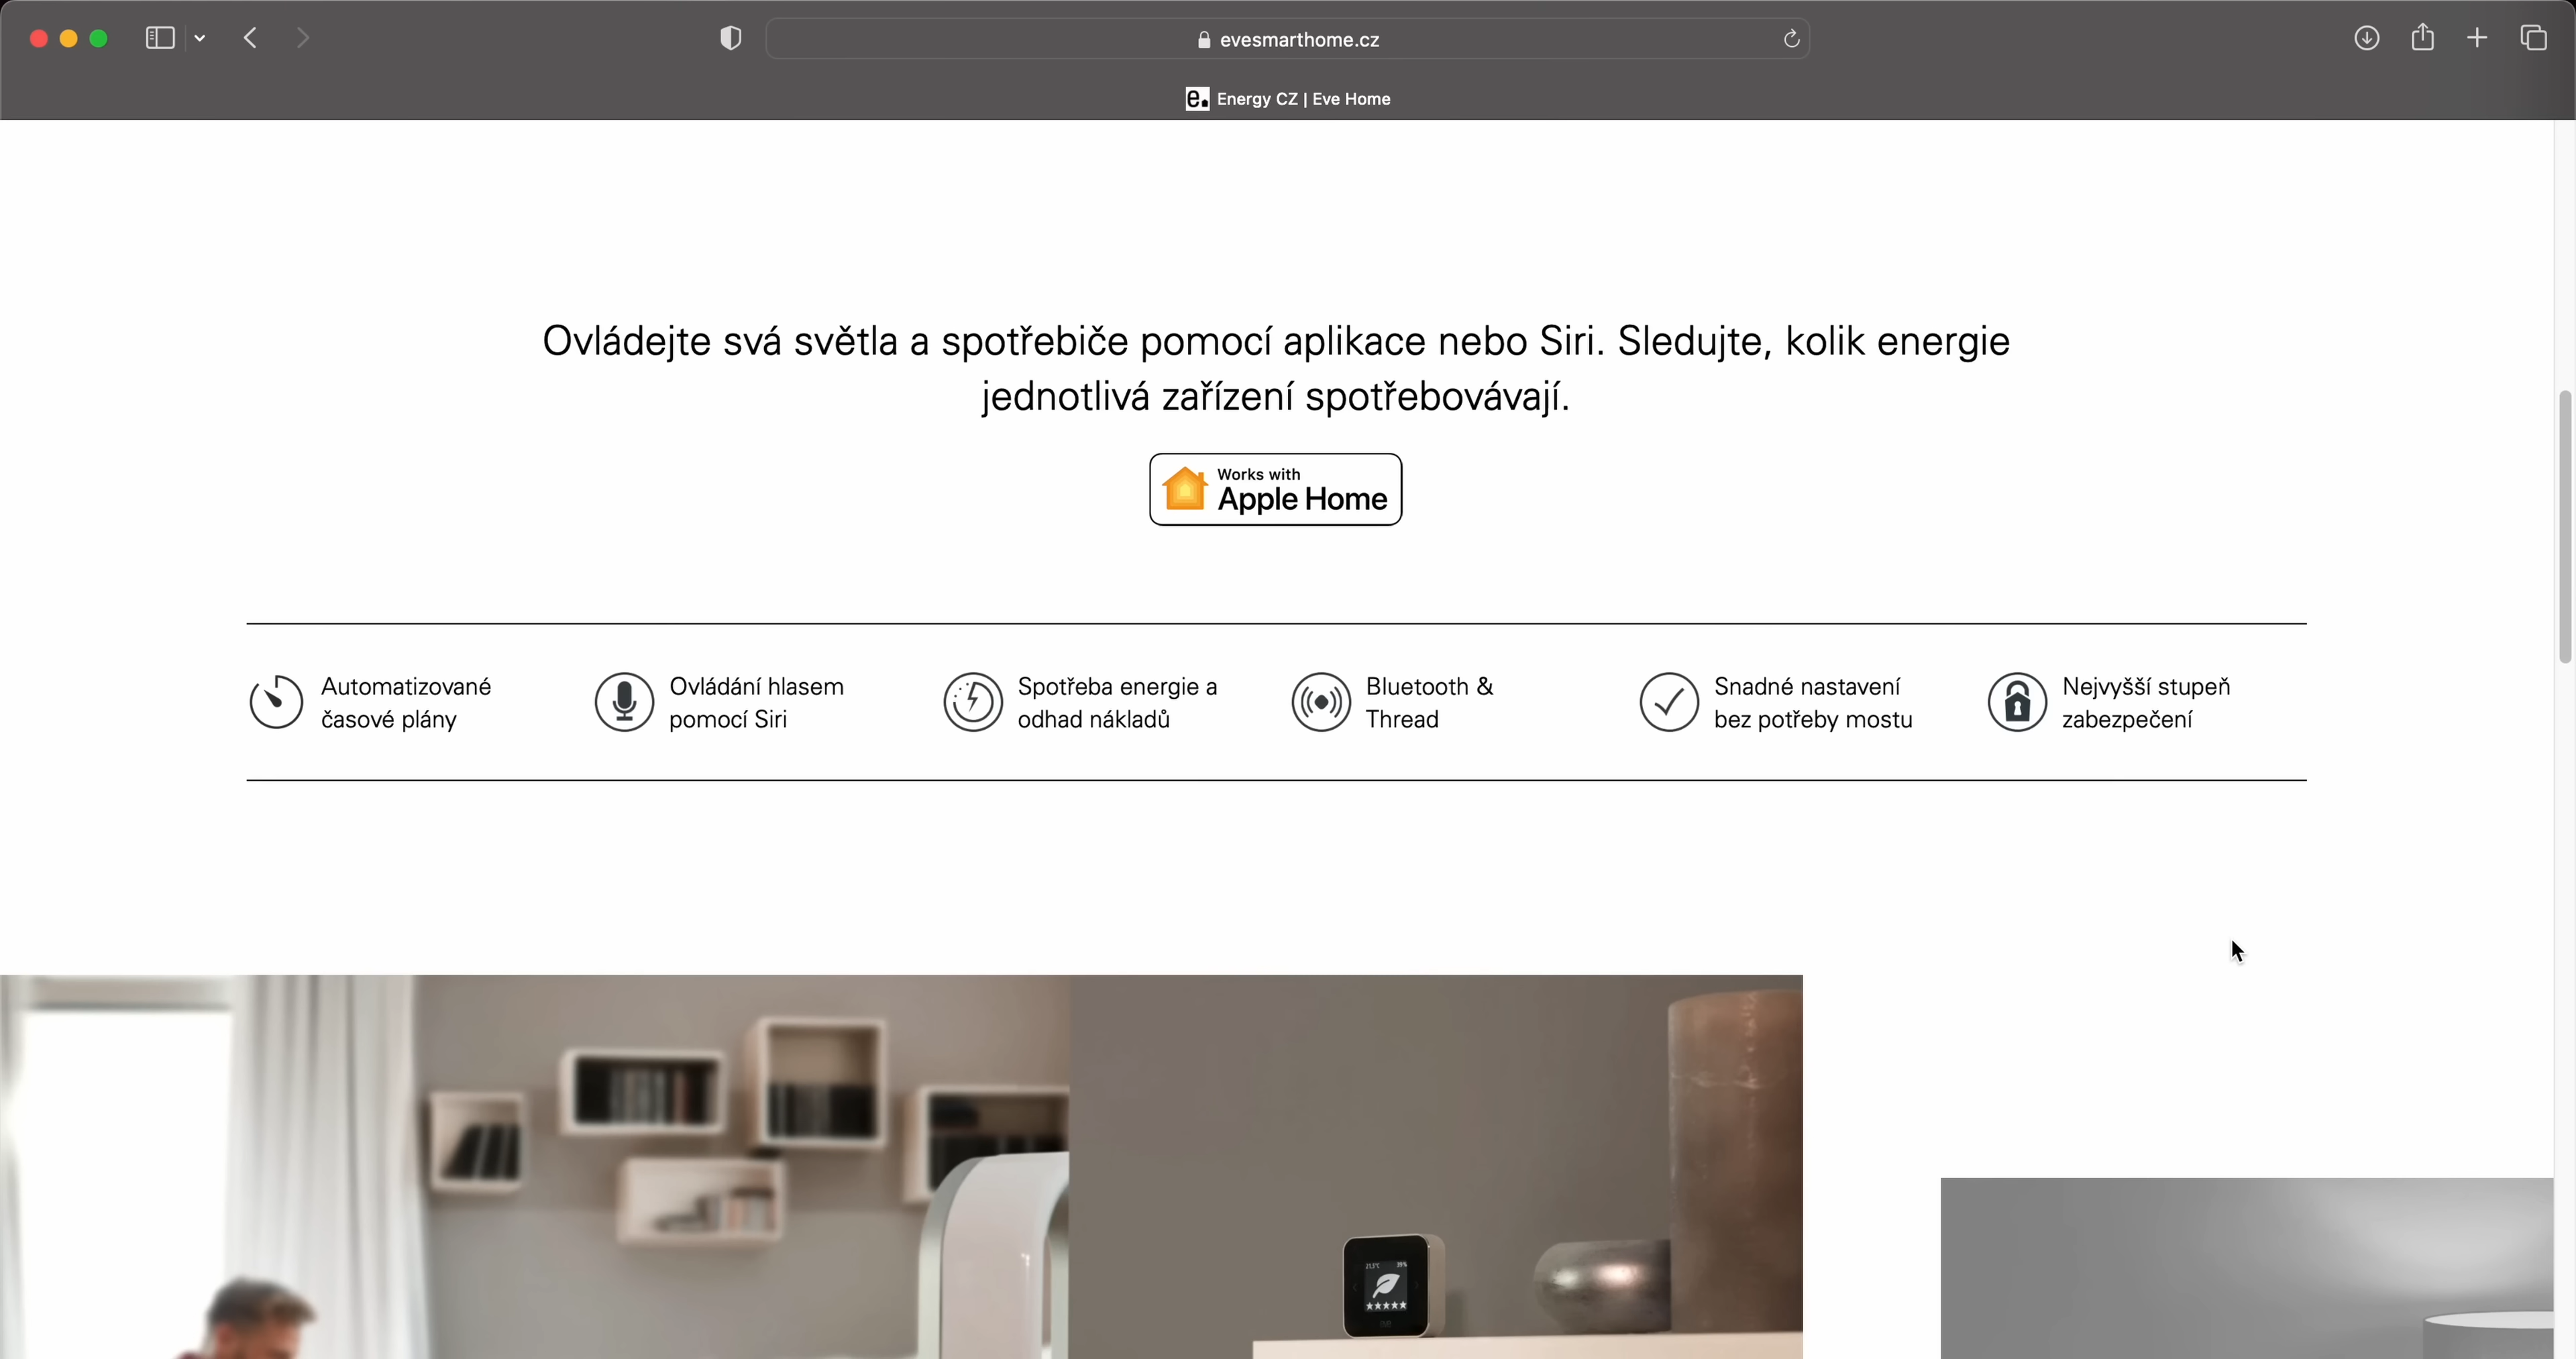 evesmarthome.cz
e. Energy CZ | Eve Home
Ovládejte svá světla a spotřebiče pomocí aplikace nebo Siri. Sledujte, kolik energie
jednotlivá zařízení spotřebovávají.
Works with
Apple Home
Automatizované
časové plány
Ovládání hlasem
pomocí Siri
Spotřeba energie a
odhad nákladů
Bluetooth &
Thread
Snadné nastavení
bez potřeby mostu
Nejvyšší stupeň
zabezpečení